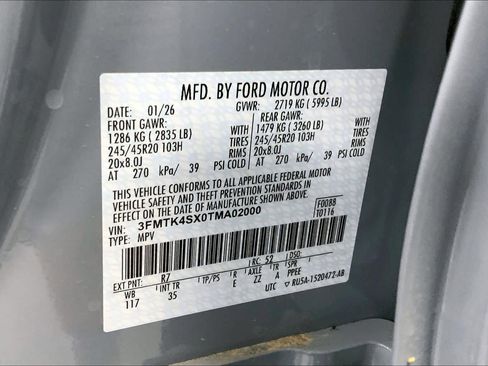 MFD. BY FORD MOTOR CO.
DATE: 01/26 GVWR: 2719 KG ( 5995 LB)
FRONT GAWR: REAR GAWR:
1286 KG ( 2835 LB) WITH 1479 KG ( 3260 LB) WITH
245/45R20 103H TIRES 245/45R20 103H TIRES
20x8.0J RIMS 20x8.0J RIMS
AT 270 kPa/ 39 PSI COLD AT 270 kPa/ 39 PSI COLD
THIS VEHICLE CONFORMS TO ALL APPLICABLE FEDERAL MOTOR
VEHICLE SAFETY AND THEFT PREVENTION STANDARDS IN
EFFECT ON THE DATE OF MANUFACTURE SHOWN ABOVE.
VIN: 3FMTK4SX0TMA02000 F0088
TYPE: MPV T0116
EXT PNT: R7 RC: 52 DSO:
WB INT TR TP/PS R AXLE TR SPR
117 35 E ZZ A PPEE
UTC RU5A-1520472-AB